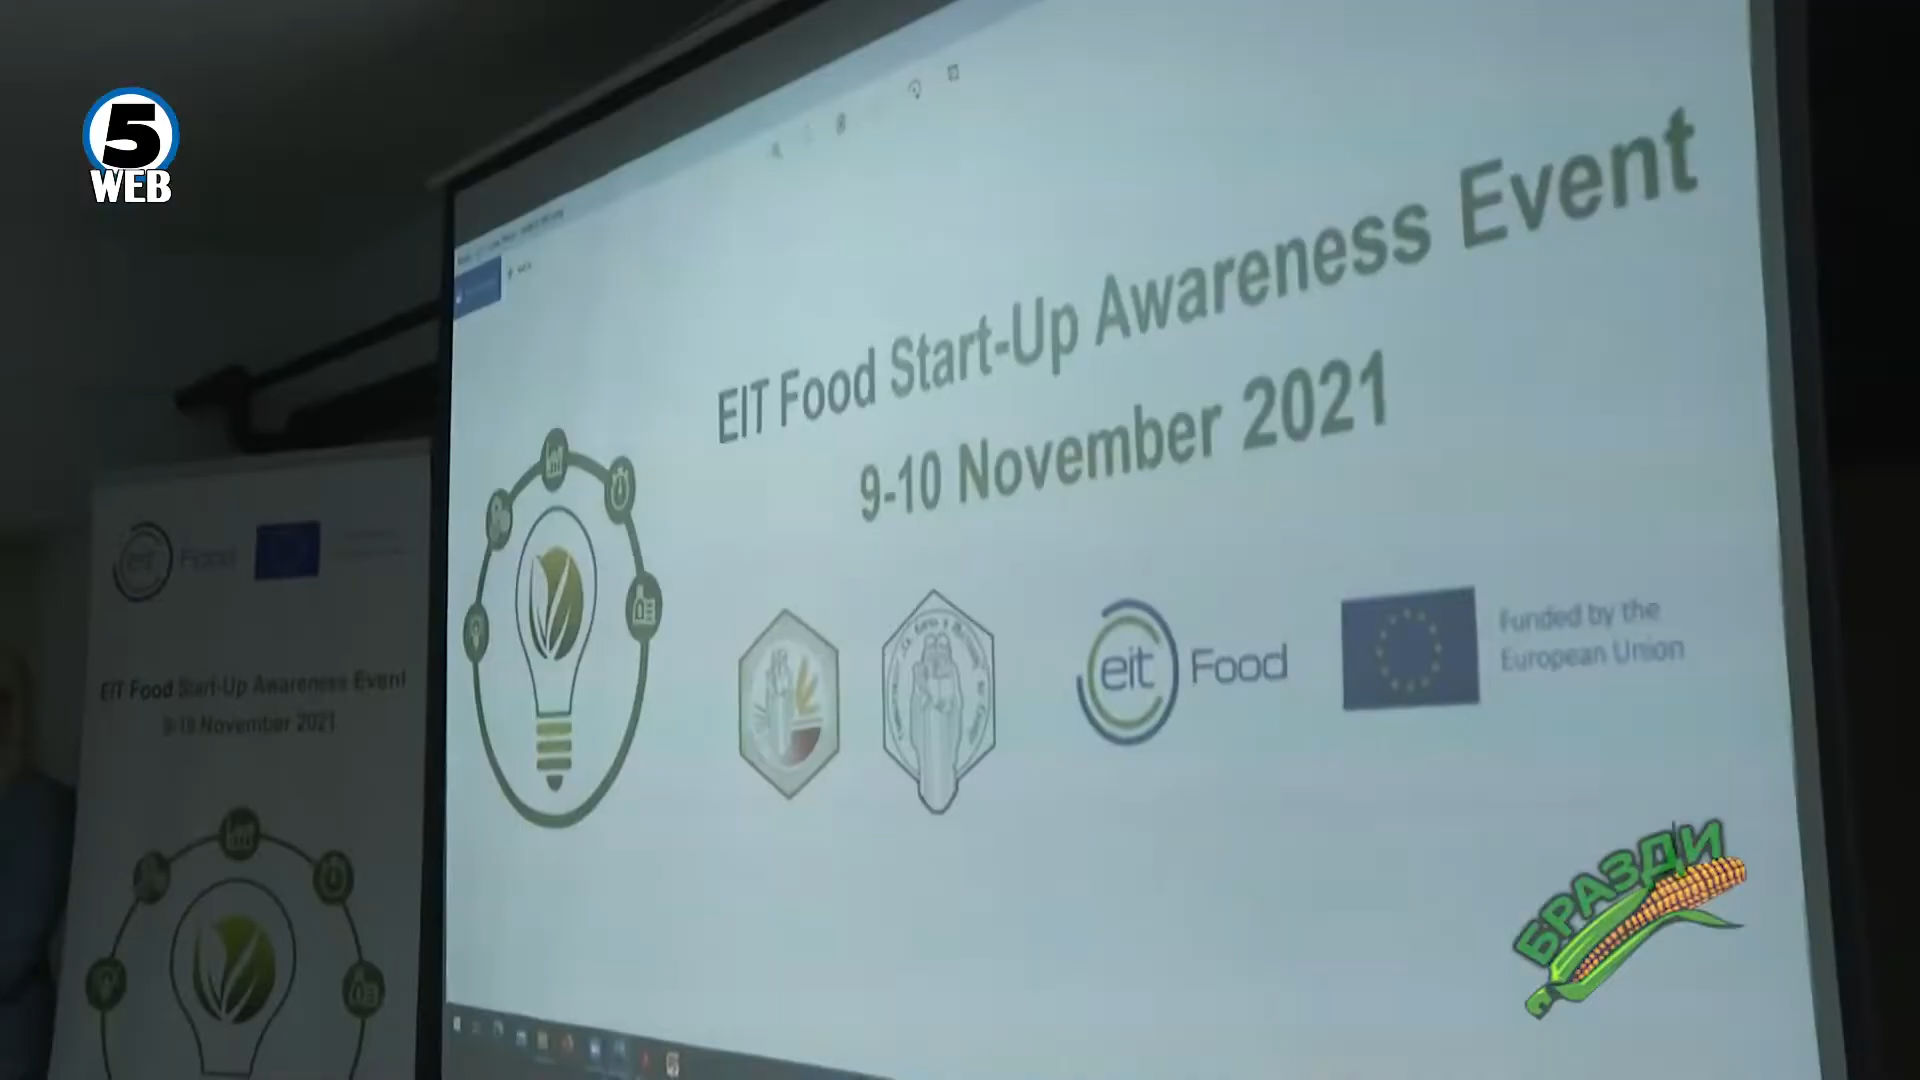 5
WEB
EIT Food Start-Up Awareness Event
9-10 November 2021
eit Food
Funded by the
European Union
eit Food
EIT Food Start-Up Awareness Event
9-10 November 2021
БРАЗДИ